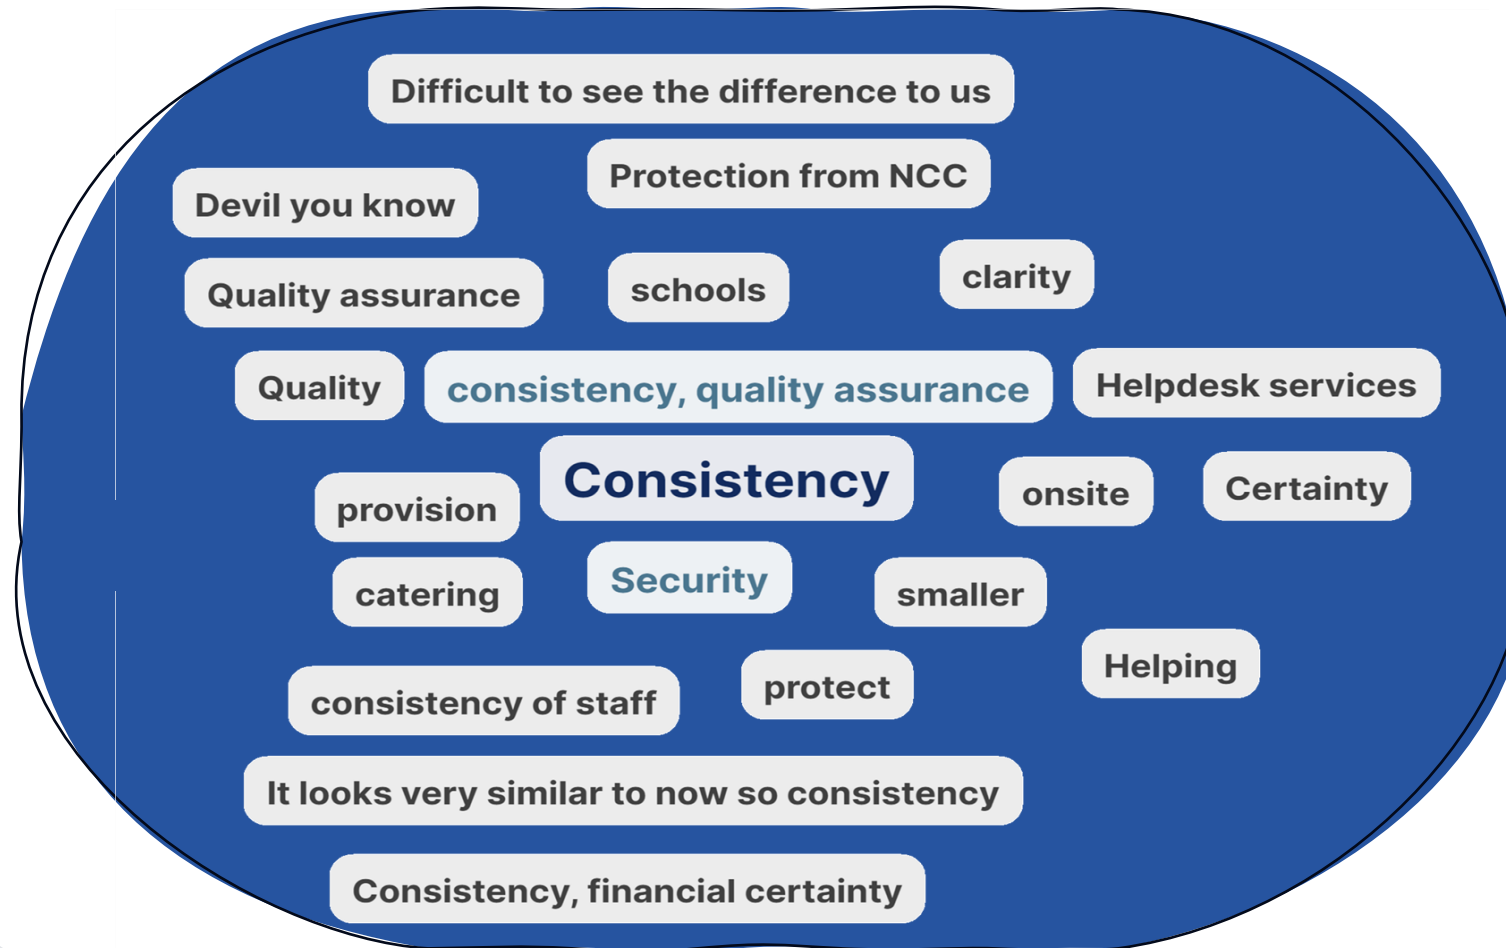 Difficult to see the difference to us
Protection from NCC
Devil you know
clarity
schools
Quality assurance
Quality
consistency, quality assurance
Helpdesk services
Consistency
onsite
Certainty
provision
Security
catering
smaller
Helping
protect
consistency of staff
It looks very similar to now so consistency
Consistency, financial certainty